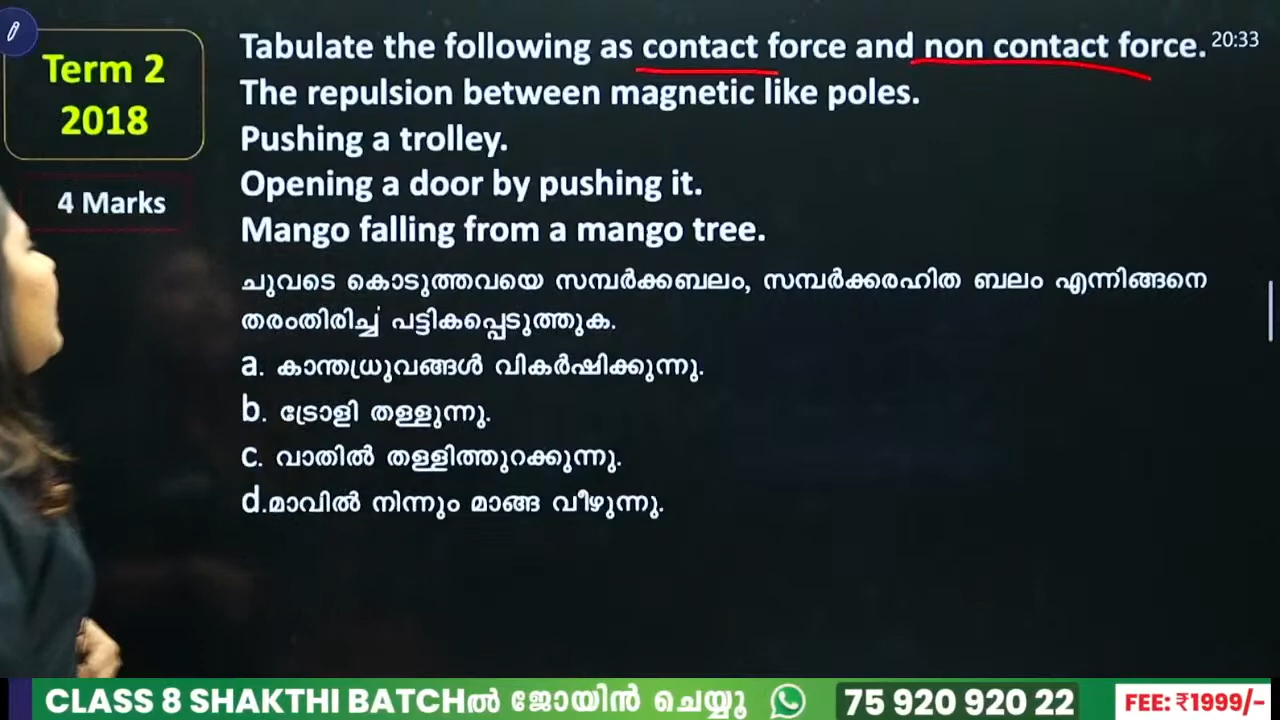 Term 2
2018
4 Marks
Tabulate the following as contact force and non contact force.
20:33
The repulsion between magnetic like poles.
Pushing a trolley.
Opening a door by pushing it.
Mango falling from a mango tree.
ചുവടെ കൊടുത്തവയെ സമ്പർക്കബലം, സമ്പർക്കരഹിത ബലം എന്നിങ്ങനെ
തരംതിരിച്ച് പട്ടികപ്പെടുത്തുക.
a. കാന്തധ്രുവങ്ങൾ വികർഷിക്കുന്നു.
b. ട്രോളി തള്ളുന്നു.
c. വാതിൽ തള്ളിത്തുറക്കുന്നു.
d.മാവിൽ നിന്നും മാങ്ങ വീഴുന്നു.
CLASS 8 SHAKTHI BATCHൽ ജോയിൻ ചെയ്യൂ 75 920 920 22 FEE: ₹1999/-